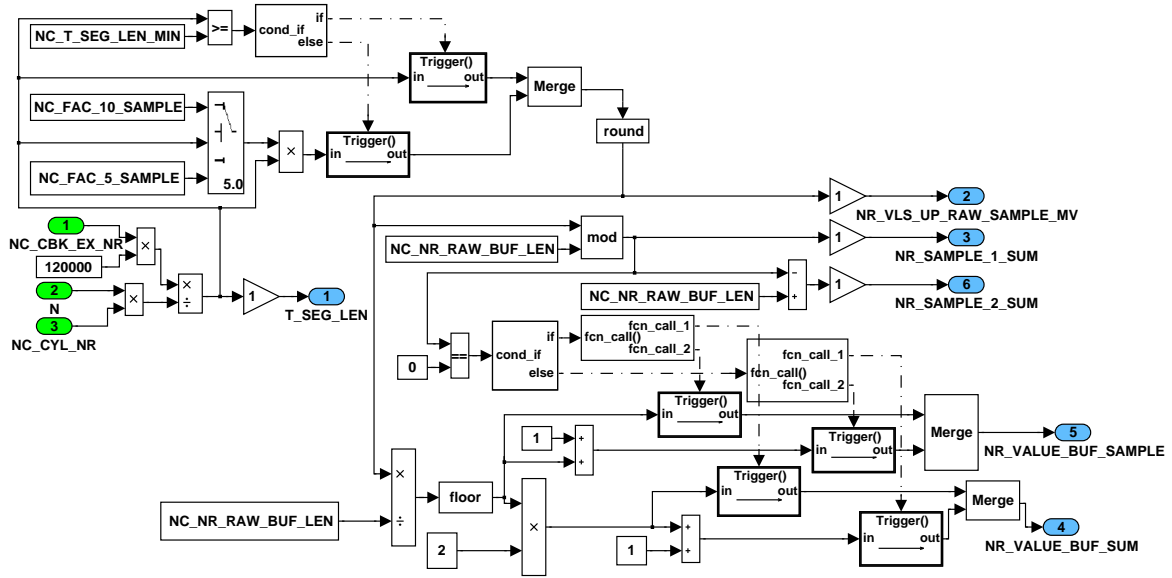 if
NC_T_SEG_LEN_MIN
>=
cond_if
else
Trigger()
in
out
Merge
NC_FAC_10_SAMPLE
round
Trigger()
×
in
out
NC_FAC_5_SAMPLE
5.0
1
NC_CBK_EX_NR
×
120000
2
N
×
×
÷
3
NC_CYL_NR
1
1
T_SEG_LEN
1
2
NR_VLS_UP_RAW_SAMPLE_MV
mod
NC_NR_RAW_BUF_LEN
1
3
NR_SAMPLE_1_SUM
-
+
NC_NR_RAW_BUF_LEN
1
6
NR_SAMPLE_2_SUM
0
==
cond_if
if
else
fcn_call_1
fcn_call()
fcn_call_2
fcn_call_1
fcn_call()
fcn_call_2
Trigger()
in
out
1
+
+
Trigger()
in
out
Merge
5
NR_VALUE_BUF_SAMPLE
×
÷
NC_NR_RAW_BUF_LEN
floor
2
×
Trigger()
in
out
1
+
+
Trigger()
in
out
Merge
4
NR_VALUE_BUF_SUM